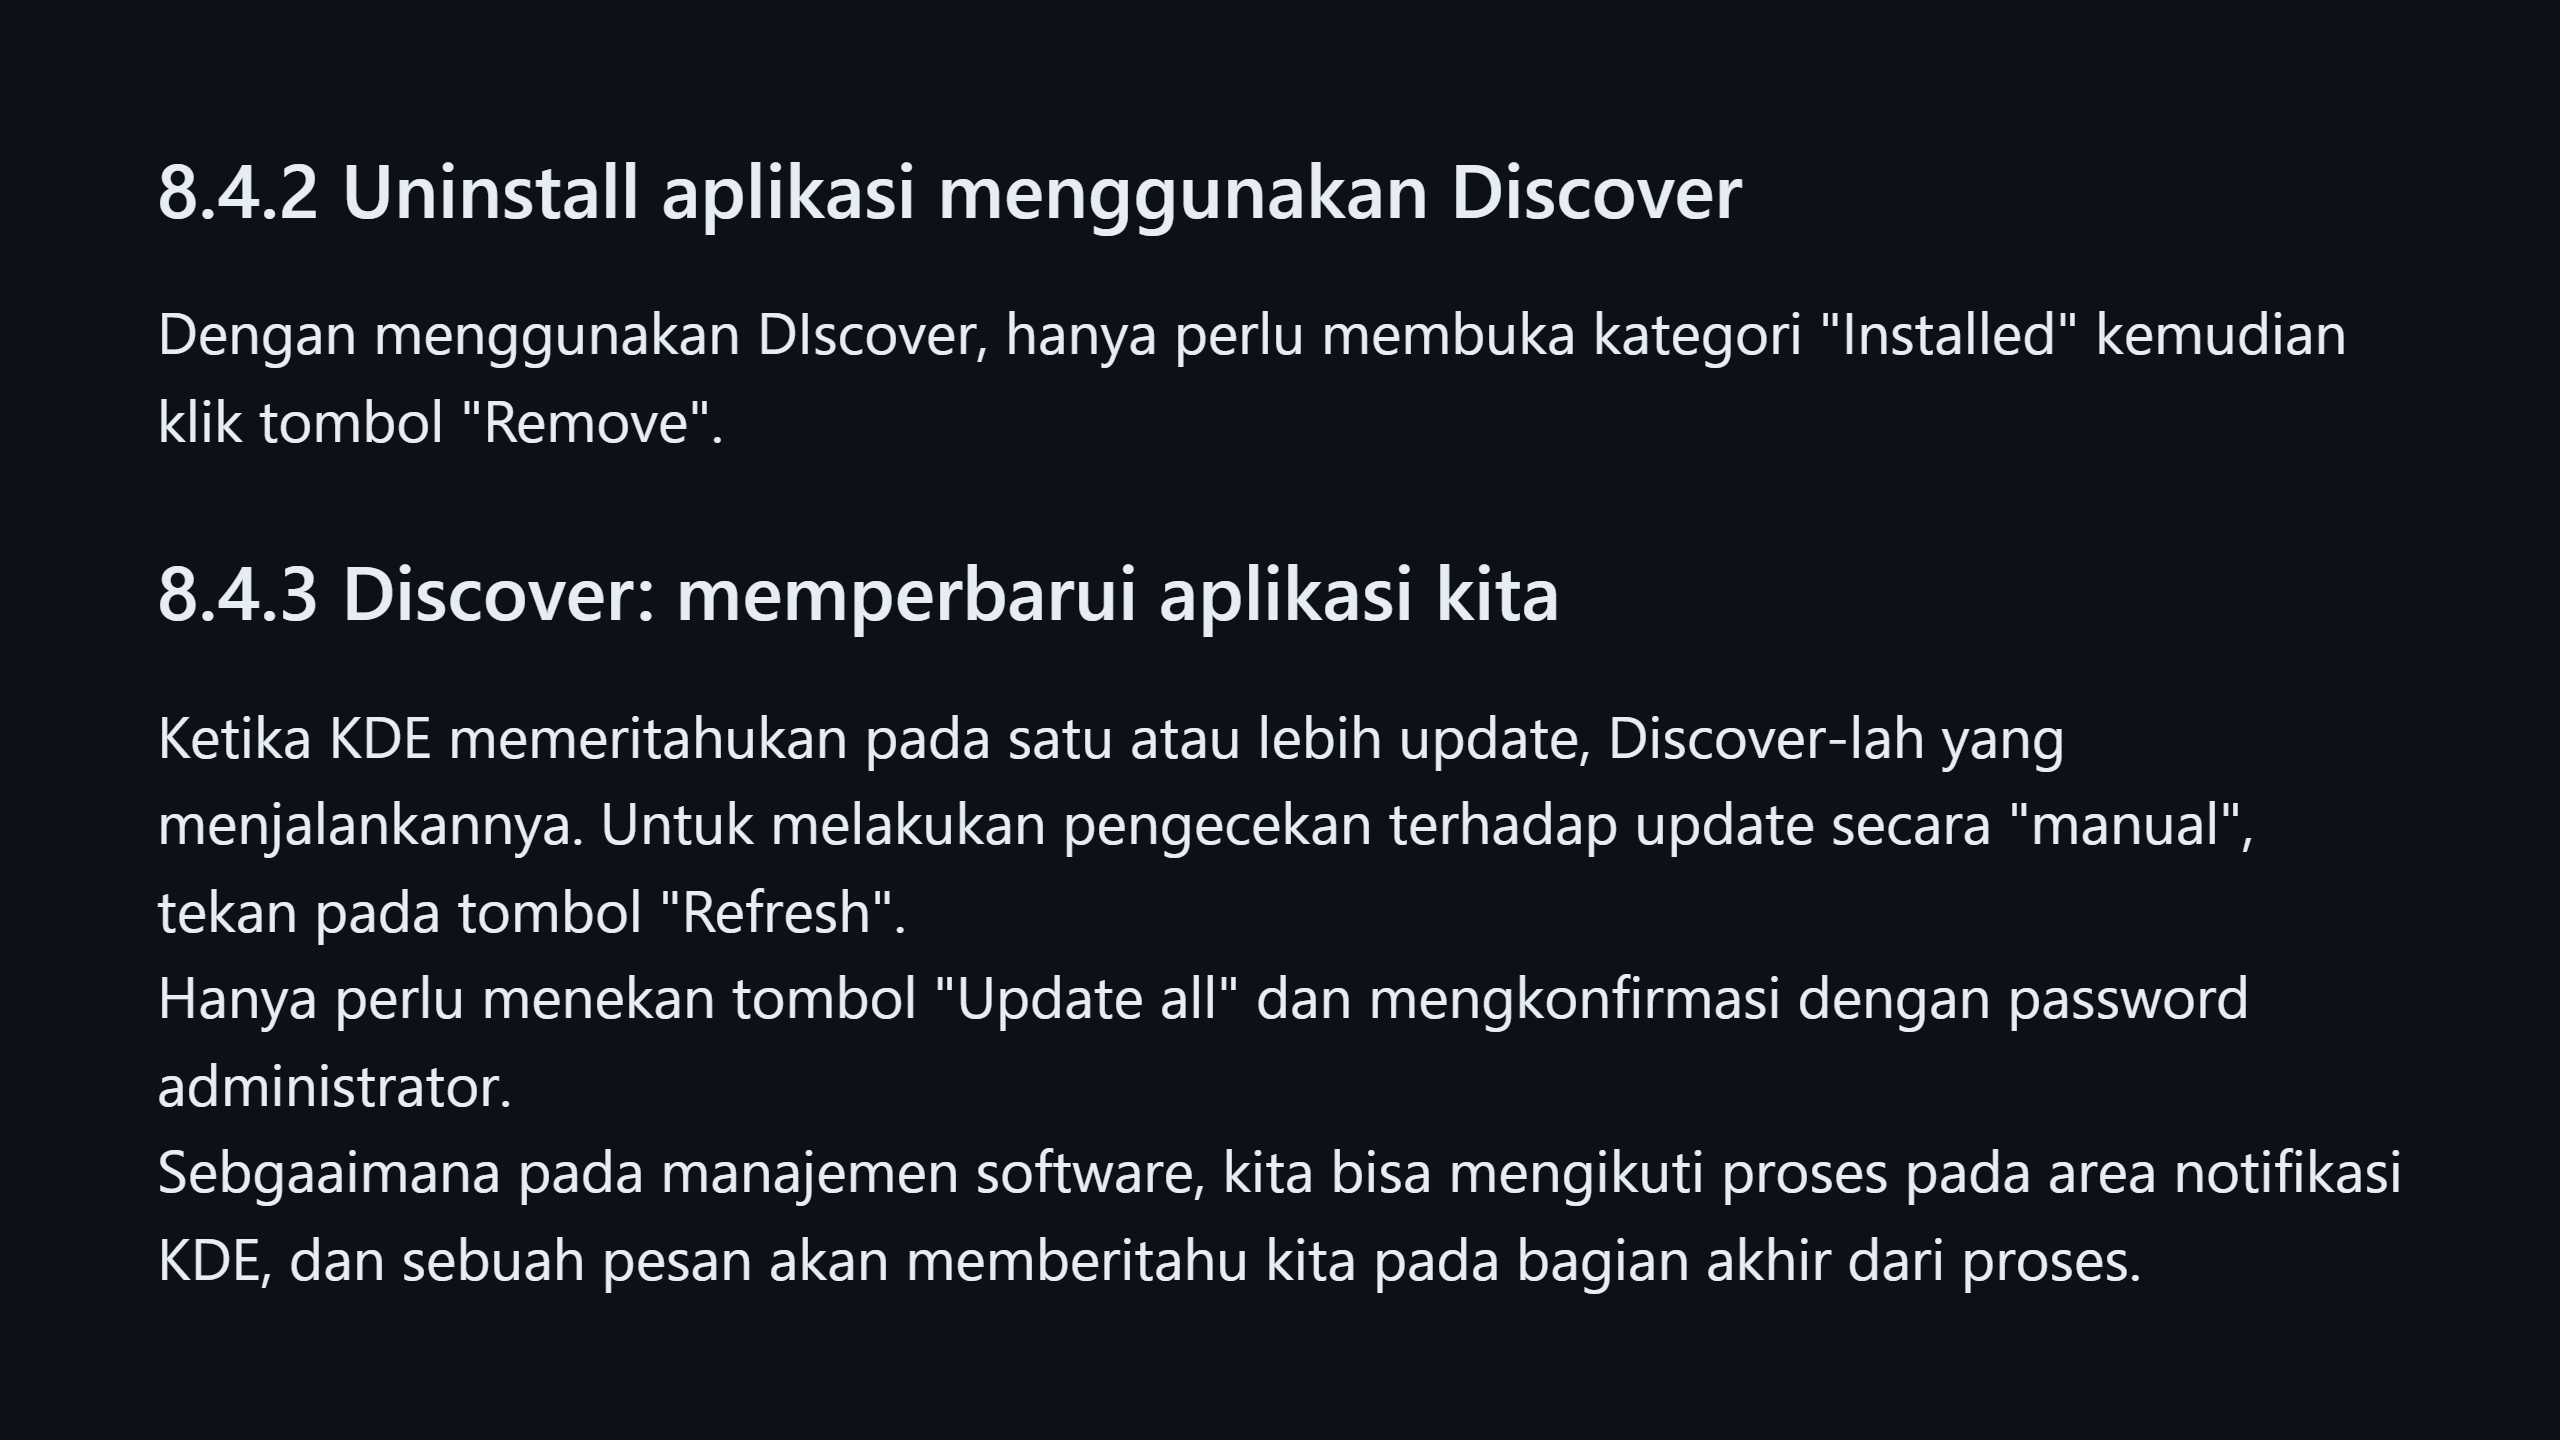 8.4.2 Uninstall aplikasi menggunakan Discover
Dengan menggunakan DIscover, hanya perlu membuka kategori "Installed" kemudian
klik tombol "Remove".
8.4.3 Discover: memperbarui aplikasi kita
Ketika KDE memeritahukan pada satu atau lebih update, Discover-lah yang
menjalankannya. Untuk melakukan pengecekan terhadap update secara "manual",
tekan pada tombol "Refresh".
Hanya perlu menekan tombol "Update all" dan mengkonfirmasi dengan password
administrator.
Sebgaaimana pada manajemen software, kita bisa mengikuti proses pada area notifikasi
KDE, dan sebuah pesan akan memberitahu kita pada bagian akhir dari proses.